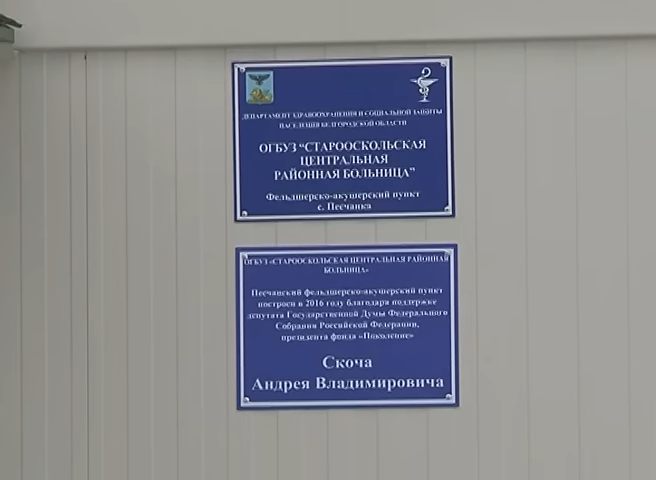 ДЕПАРТАМЕНТ ЗДРАВООХРАНЕНИЯ И СОЦИАЛЬНОЙ ЗАЩИТЫ
НАСЕЛЕНИЯ БЕЛГОРОДСКОЙ ОБЛАСТИ
ОГБУЗ "СТАРООСКОЛЬСКАЯ
ЦЕНТРАЛЬНАЯ
РАЙОННАЯ БОЛЬНИЦА"
Фельдшерско-акушерский пункт
с. Песчанка
ОГБУЗ «СТАРООСКОЛЬСКАЯ ЦЕНТРАЛЬНАЯ РАЙОННАЯ
БОЛЬНИЦА»
Песчанский фельдшерско-акушерский пункт
построен в 2016 году благодаря поддержке
депутата Государственной Думы Федерального
Собрания Российской Федерации,
президента фонда «Поколение»
Скоча
Андрея Владимировича